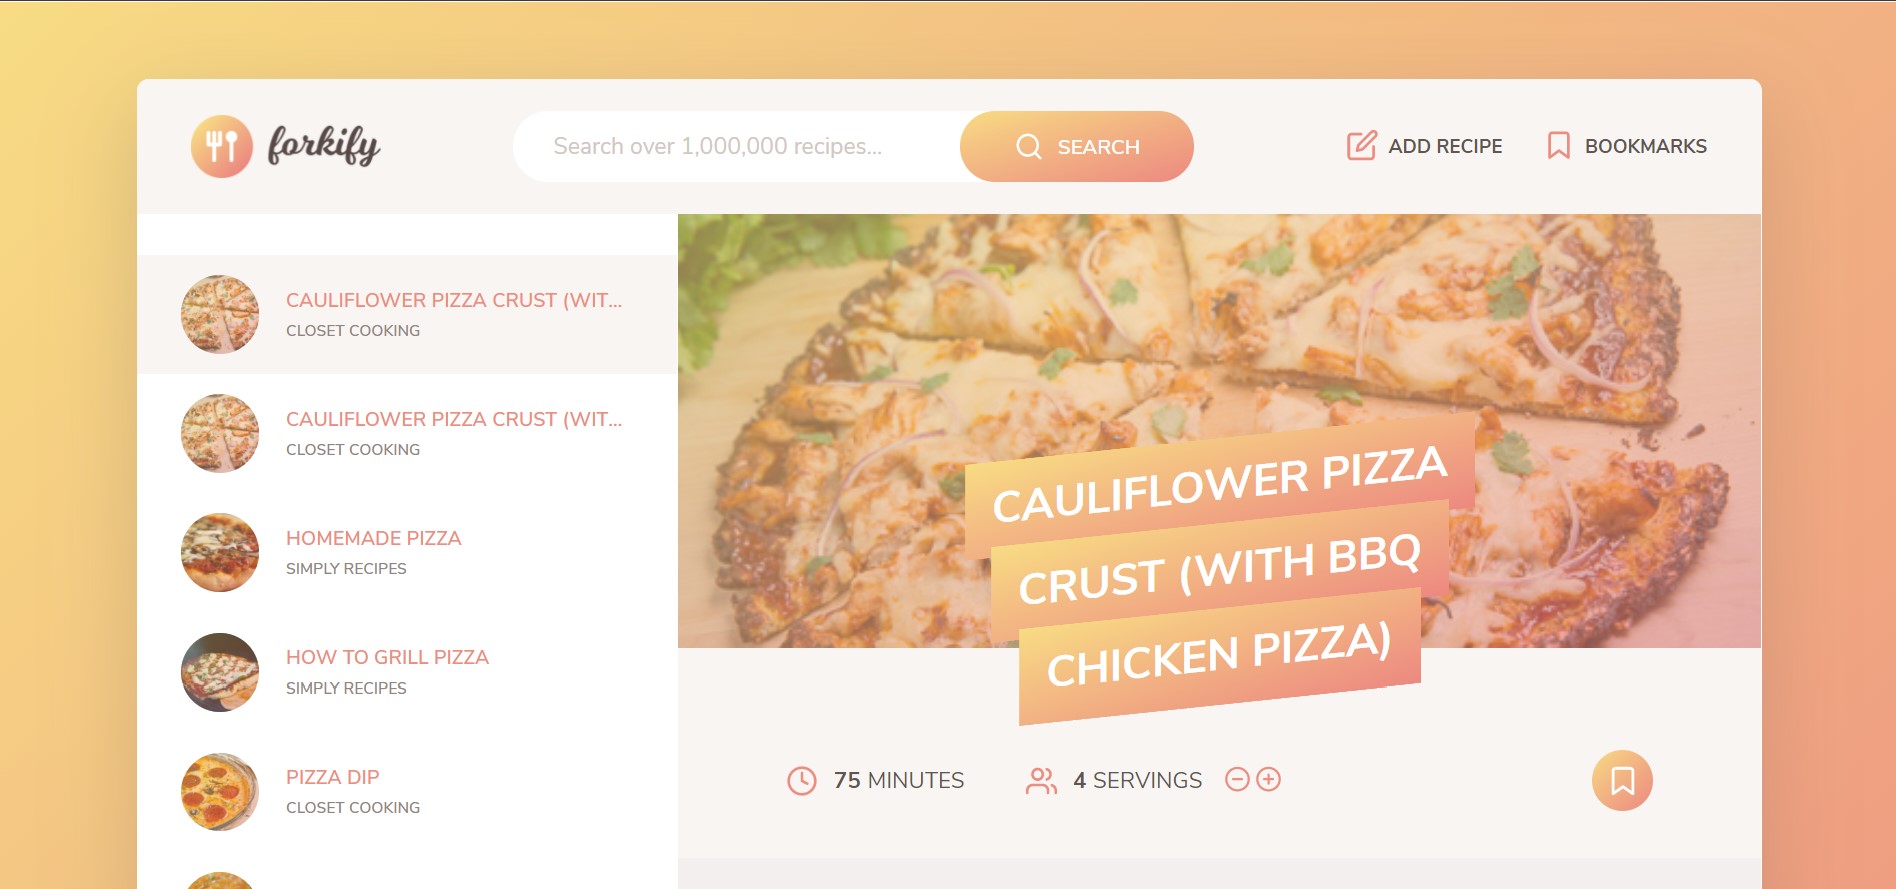 forkify
Search over 1,000,000 recipes...
SEARCH
ADD RECIPE
BOOKMARKS
CAULIFLOWER PIZZA CRUST (WIT...
CLOSET COOKING
CAULIFLOWER PIZZA CRUST (WIT...
CLOSET COOKING
HOMEMADE PIZZA
SIMPLY RECIPES
HOW TO GRILL PIZZA
SIMPLY RECIPES
PIZZA DIP
CLOSET COOKING
CAULIFLOWER PIZZA
CRUST (WITH BBQ
CHICKEN PIZZA)
75 MINUTES
4 SERVINGS